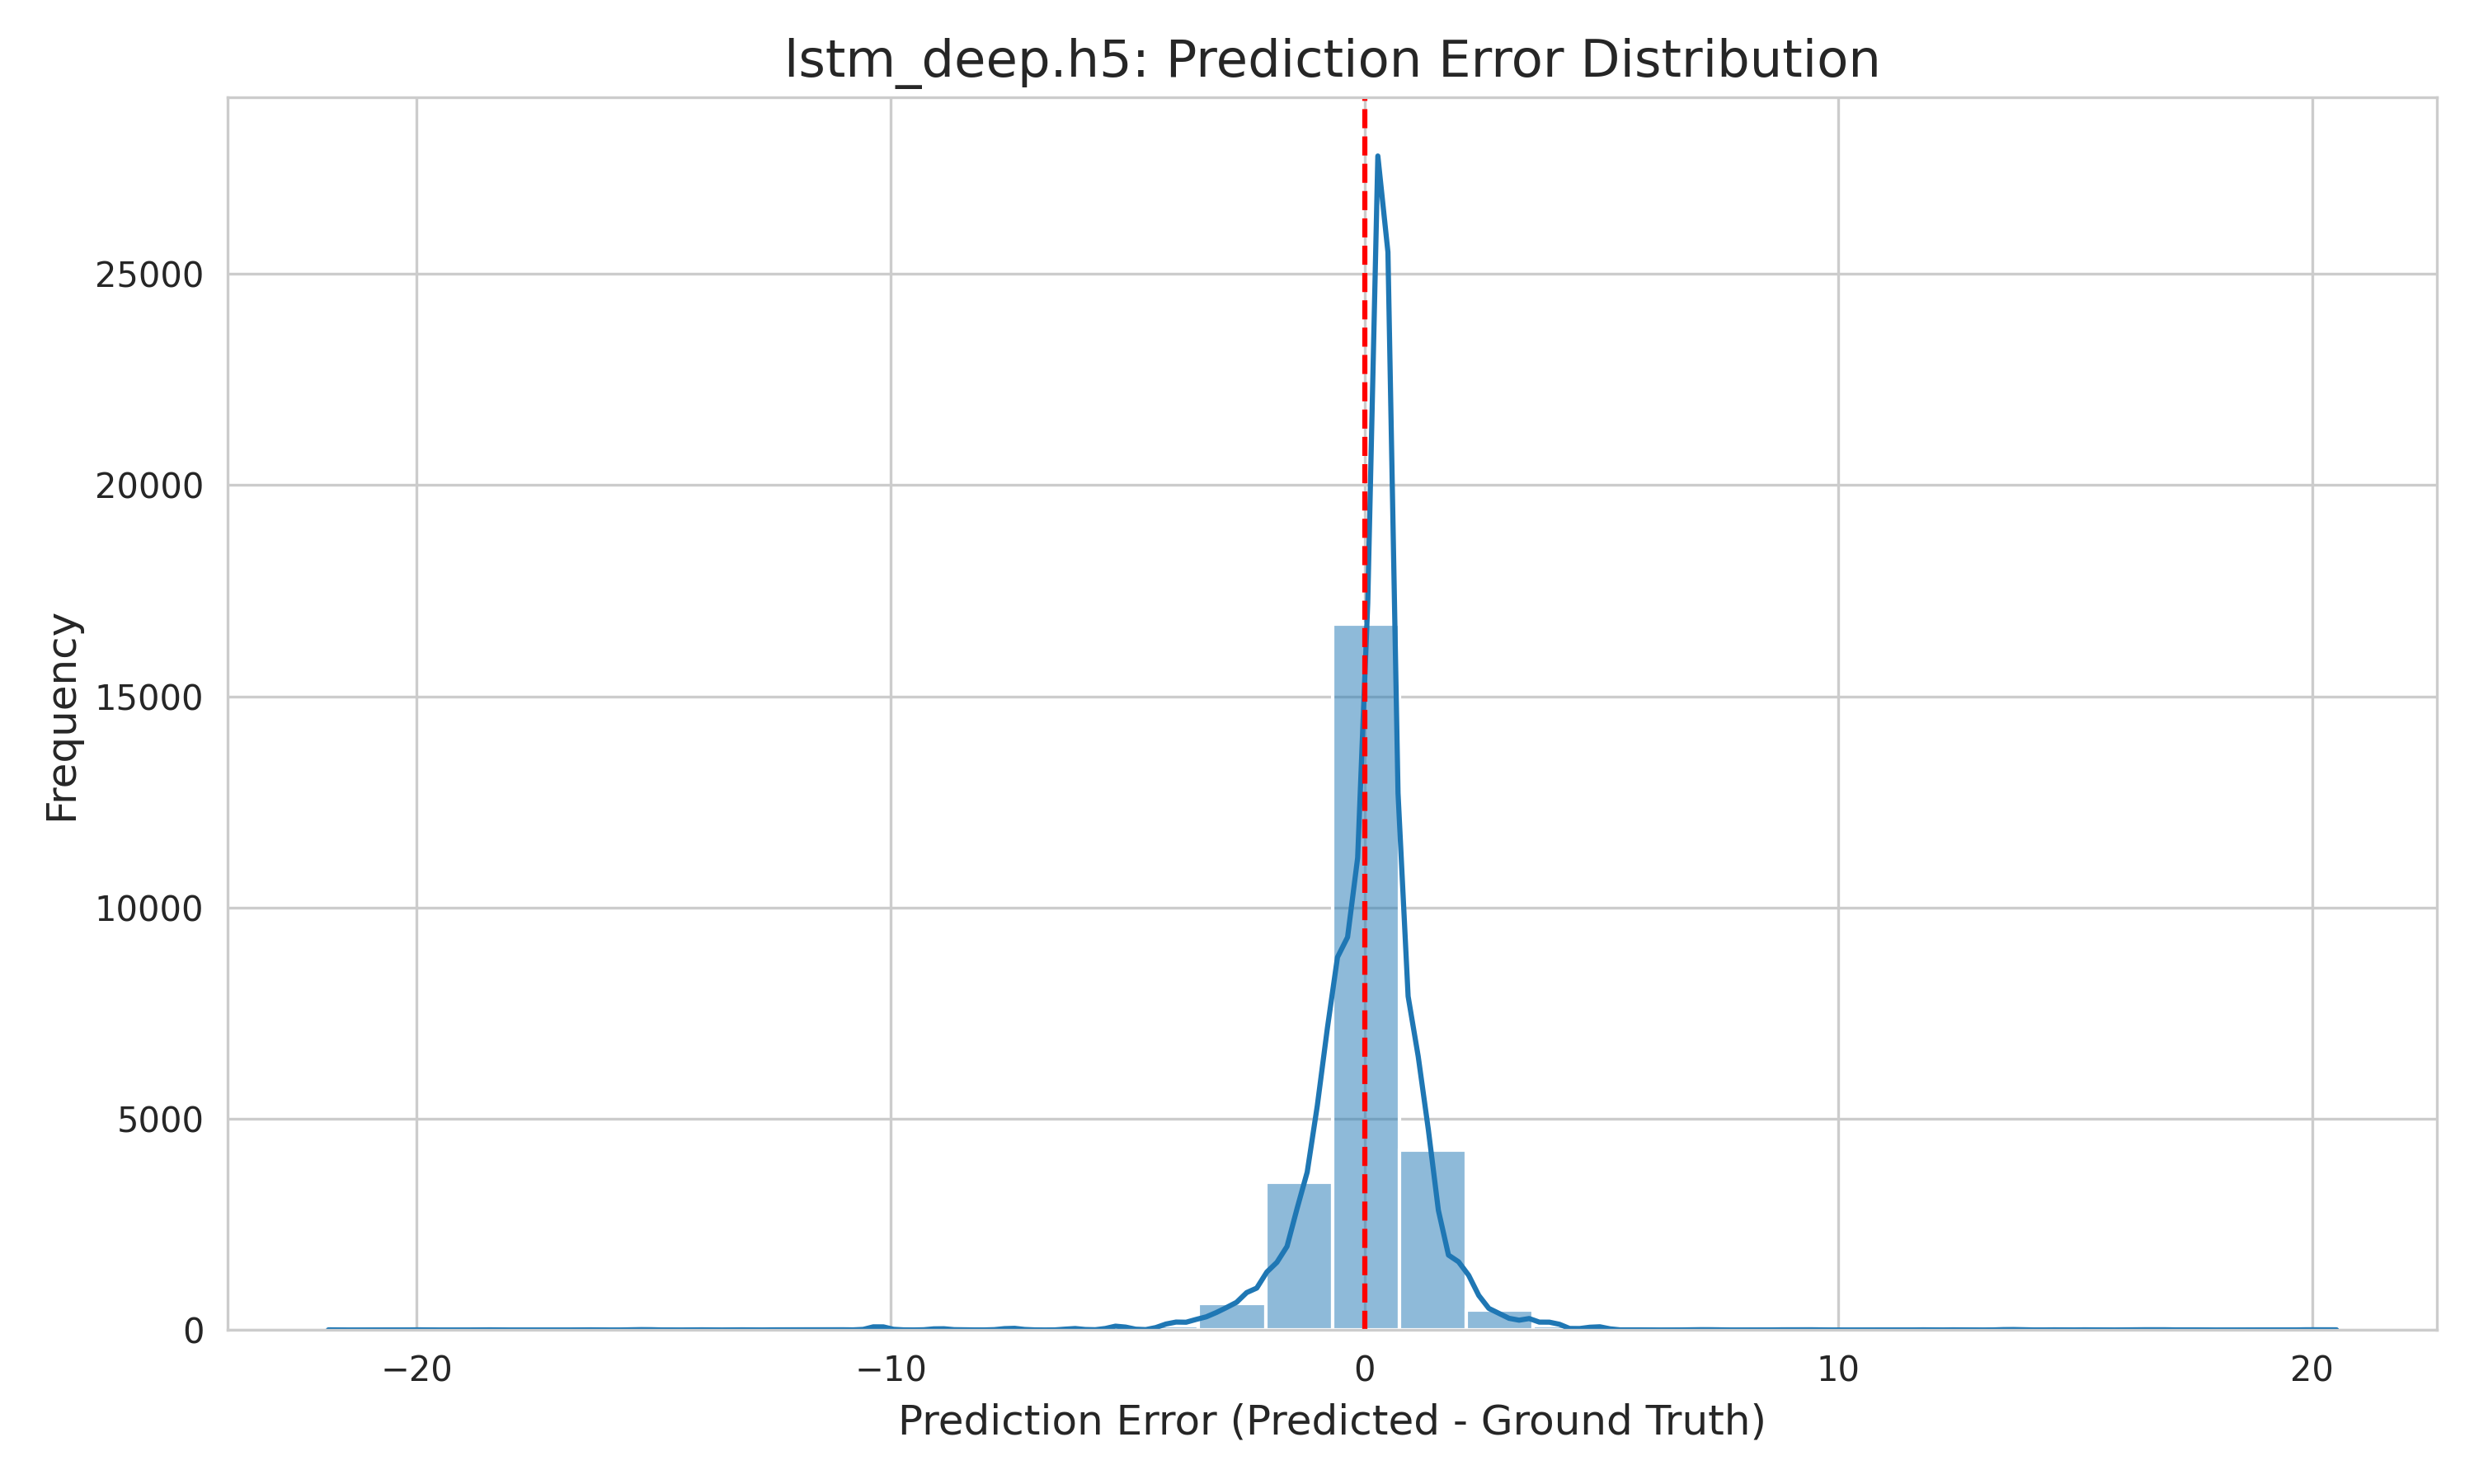 lstm_deep.h5: Prediction Error Distribution
Frequency
25000
20000
15000
10000
5000
0
−20 −10 0 10 20
Prediction Error (Predicted - Ground Truth)